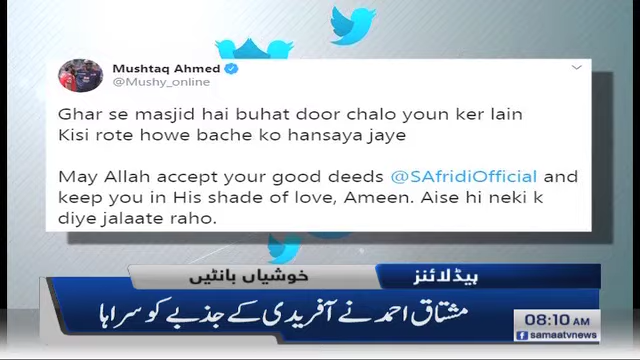 Mushtaq Ahmed
@Mushy_online
Ghar se masjid hai buhat door chalo youn ker lain
Kisi rote howe bache ko hansaya jaye
May Allah accept your good deeds @SAfridiOfficial and
keep you in His shade of love, Ameen. Aise hi neki k
diye jalaate raho.
ہیڈلائنز
خوشیاں بانٹیں
مشتاق احمد نے آفریدی کے جذبے کو سراہا
08:10 AM
f samaatvnews